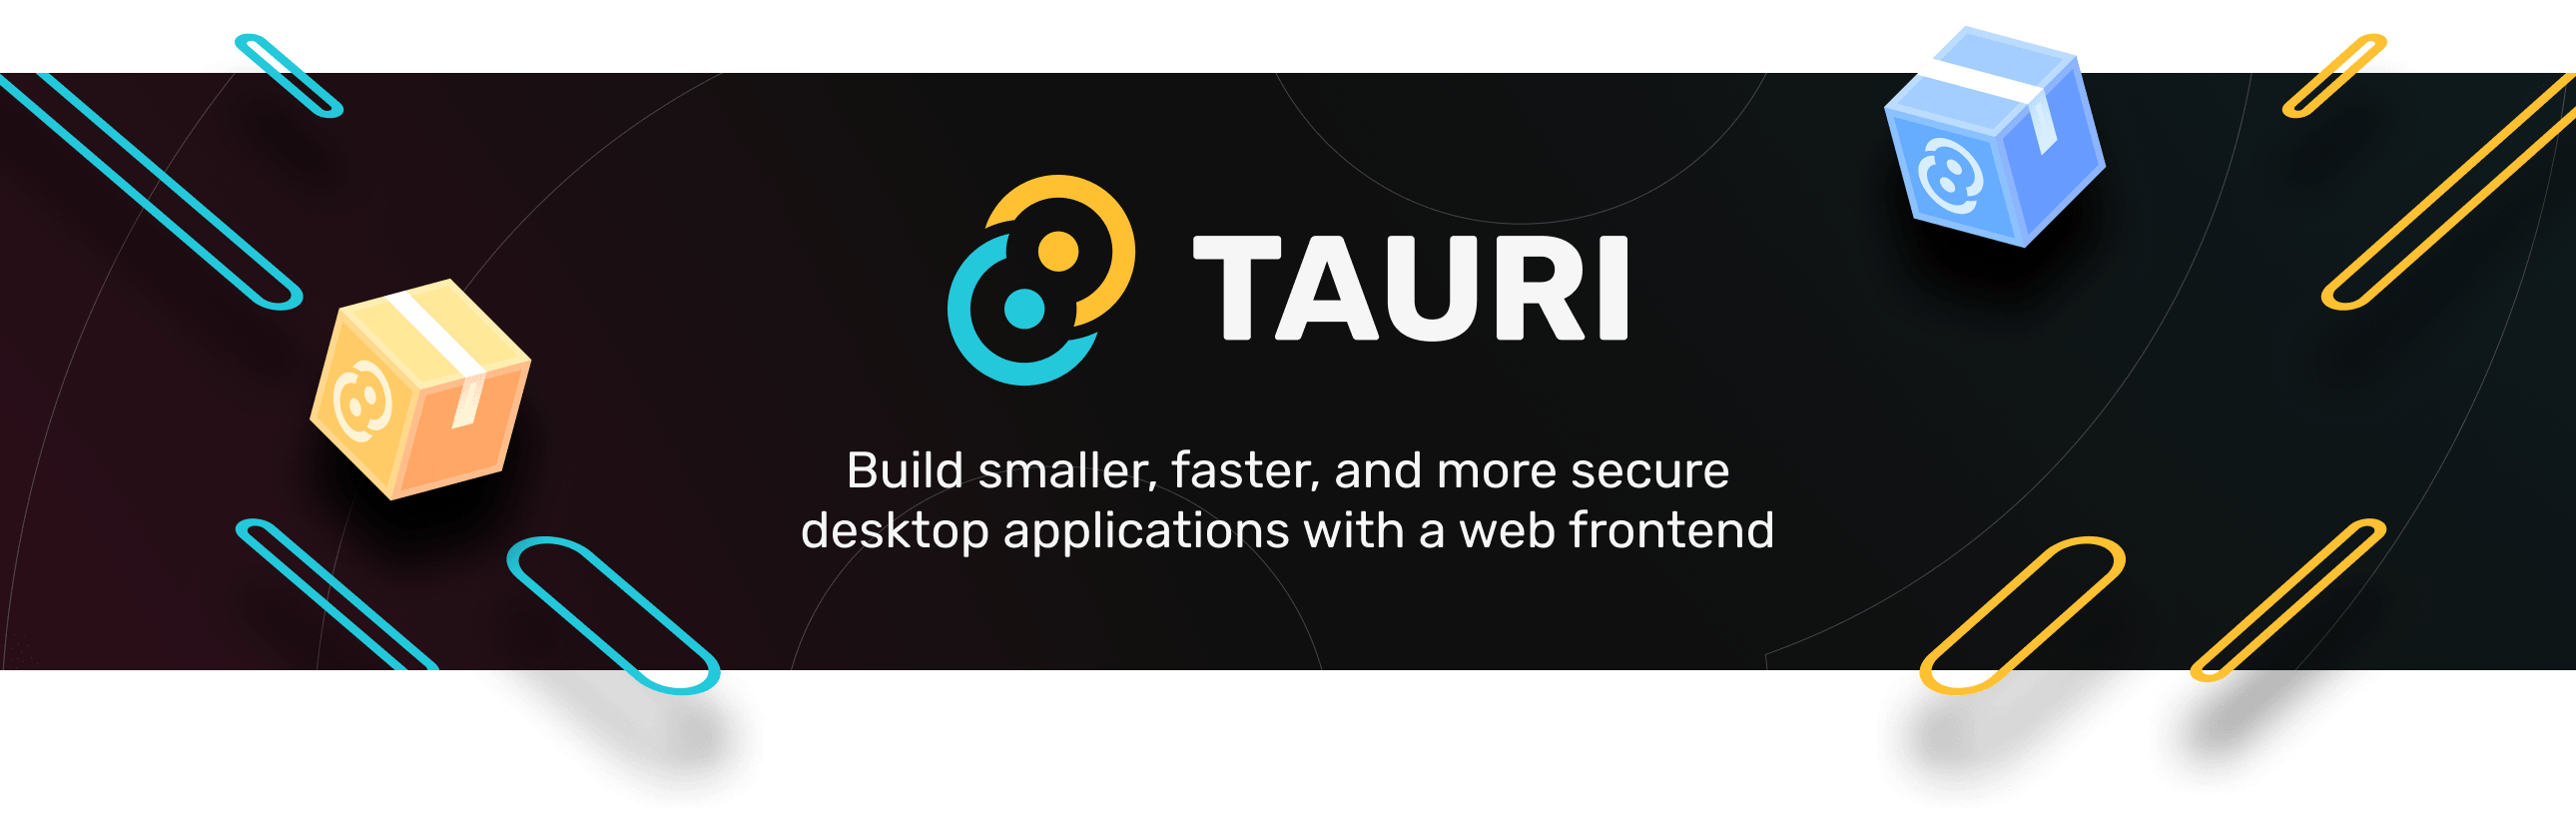 TAURI
Build smaller, faster, and more secure
desktop applications with a web frontend